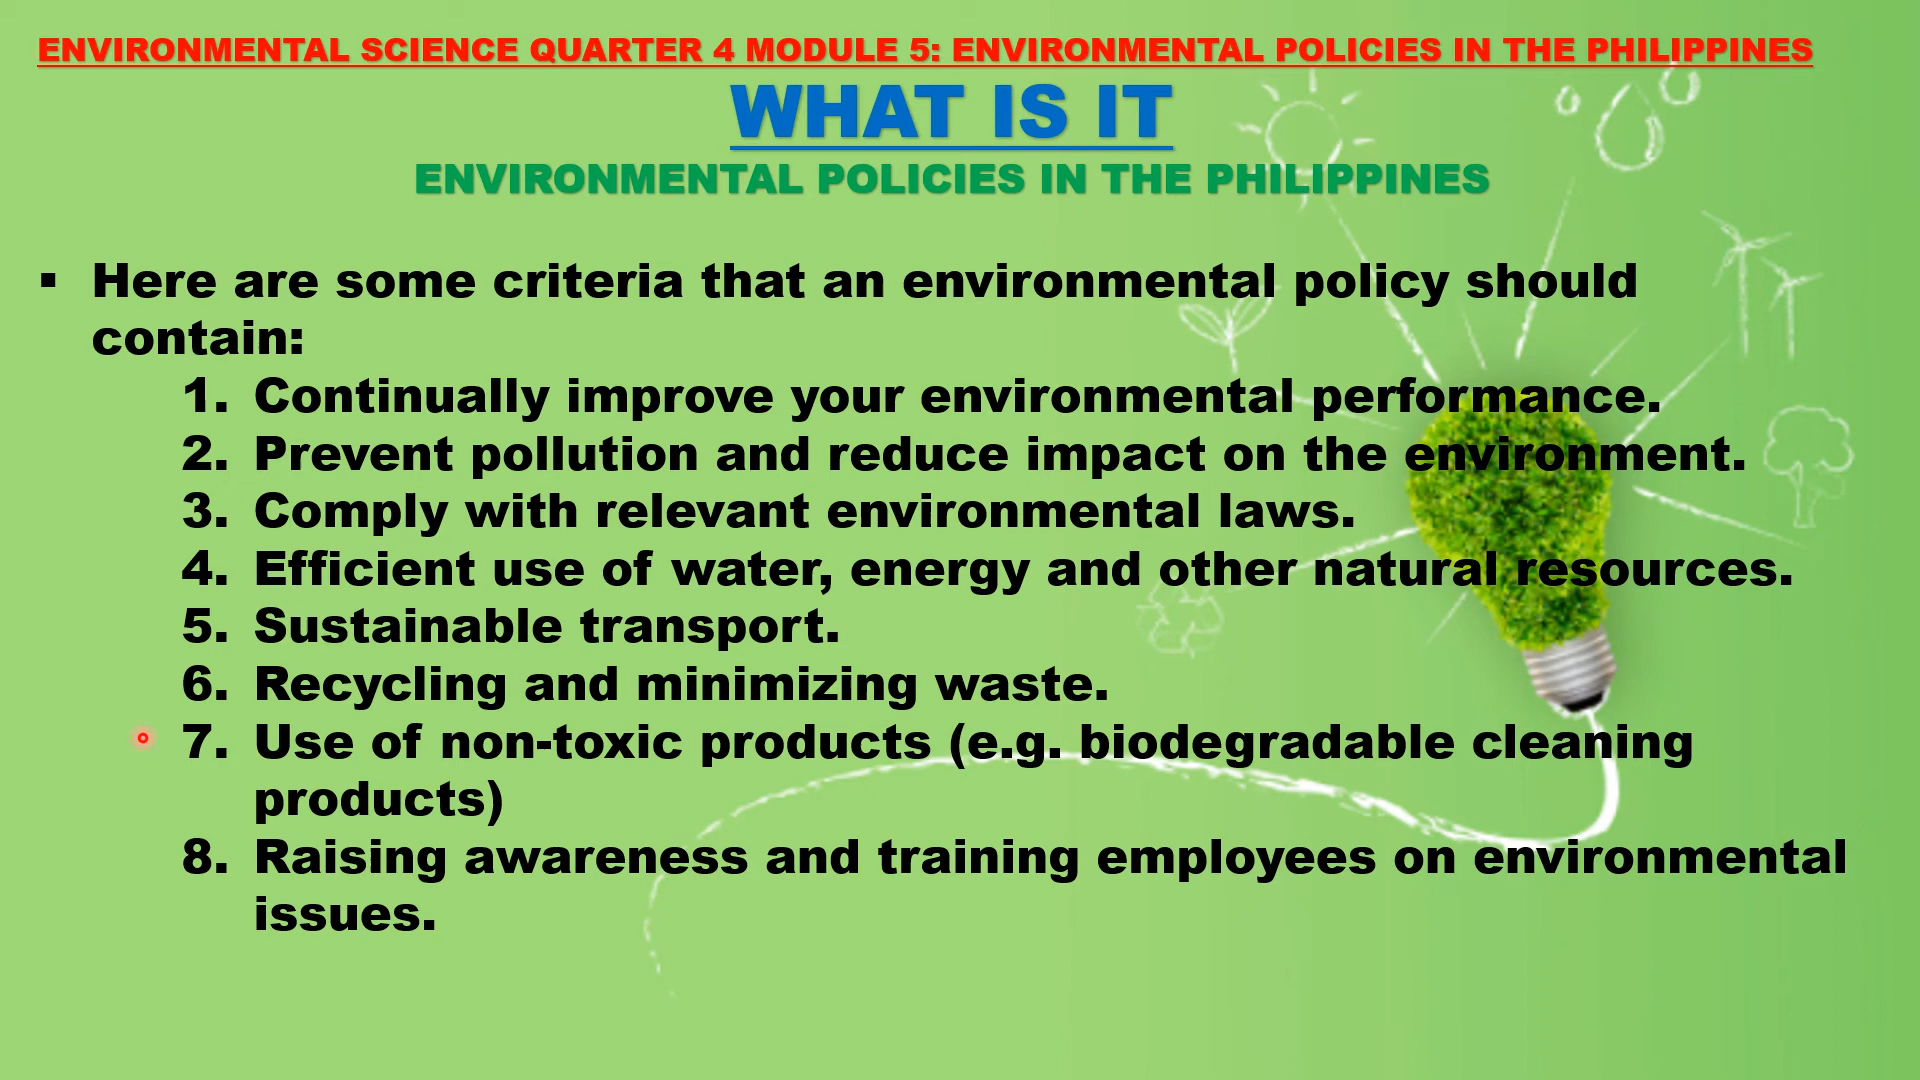 ENVIRONMENTAL SCIENCE QUARTER 4 MODULE 5: ENVIRONMENTAL POLICIES IN THE PHILIPPINES
WHAT IS IT
ENVIRONMENTAL POLICIES IN THE PHILIPPINES
▪ Here are some criteria that an environmental policy should
contain:
1. Continually improve your environmental performance.
2. Prevent pollution and reduce impact on the environment.
3. Comply with relevant environmental laws.
4. Efficient use of water, energy and other natural resources.
5. Sustainable transport.
6. Recycling and minimizing waste.
7. Use of non-toxic products (e.g. biodegradable cleaning
products)
8. Raising awareness and training employees on environmental
issues.